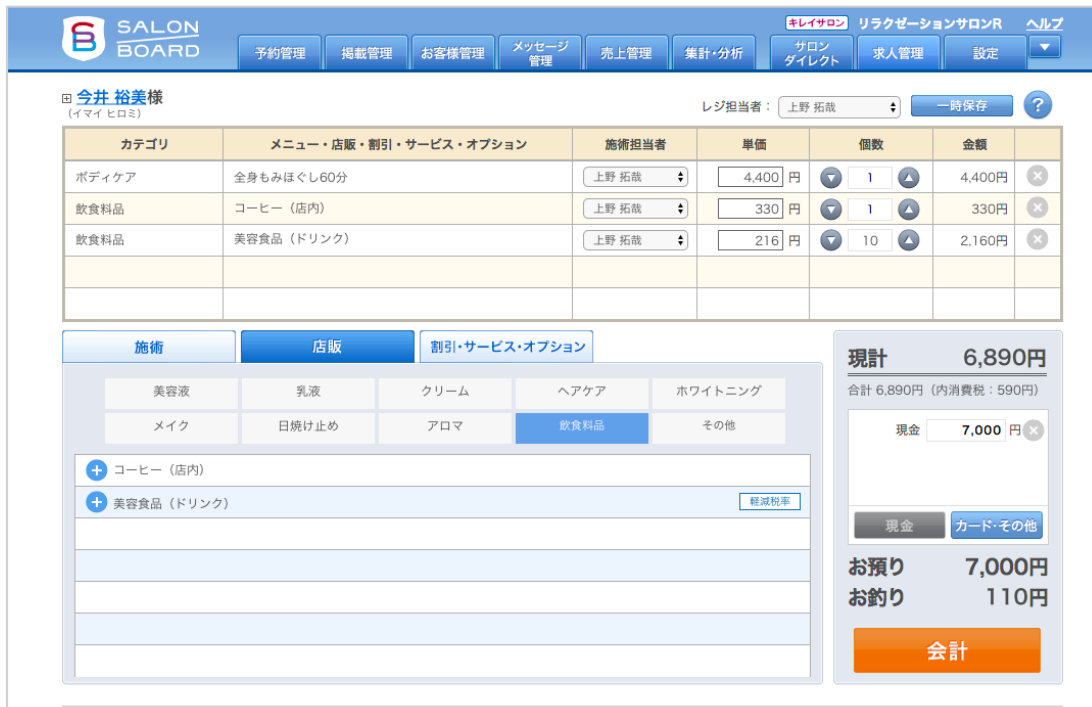 SALON BOARD
キレイサロン リラクゼーションサロンR ヘルプ
予約管理 掲載管理 お客様管理 メッセージ管理 売上管理 集計・分析 サロンダイレクト 求人管理 設定
今井 裕美様
(イマイ ヒロミ)
レジ担当者： 上野 拓哉 一時保存 ?
カテゴリ メニュー・店販・割引・サービス・オプション 施術担当者 単価 個数 金額
ボディケア 全身もみほぐし60分 上野 拓哉 4,400 円 1 4,400円
飲食料品 コーヒー（店内） 上野 拓哉 330 円 1 330円
飲食料品 美容食品（ドリンク） 上野 拓哉 216 円 10 2,160円
施術 店販 割引・サービス・オプション
美容液 乳液 クリーム ヘアケア ホワイトニング
メイク 日焼け止め アロマ 飲食料品 その他
コーヒー（店内）
美容食品（ドリンク） 軽減税率
現計 6,890円
合計 6,890円（内消費税：590円）
現金 7,000 円
現金 カード・その他
お預り 7,000円
お釣り 110円
会計